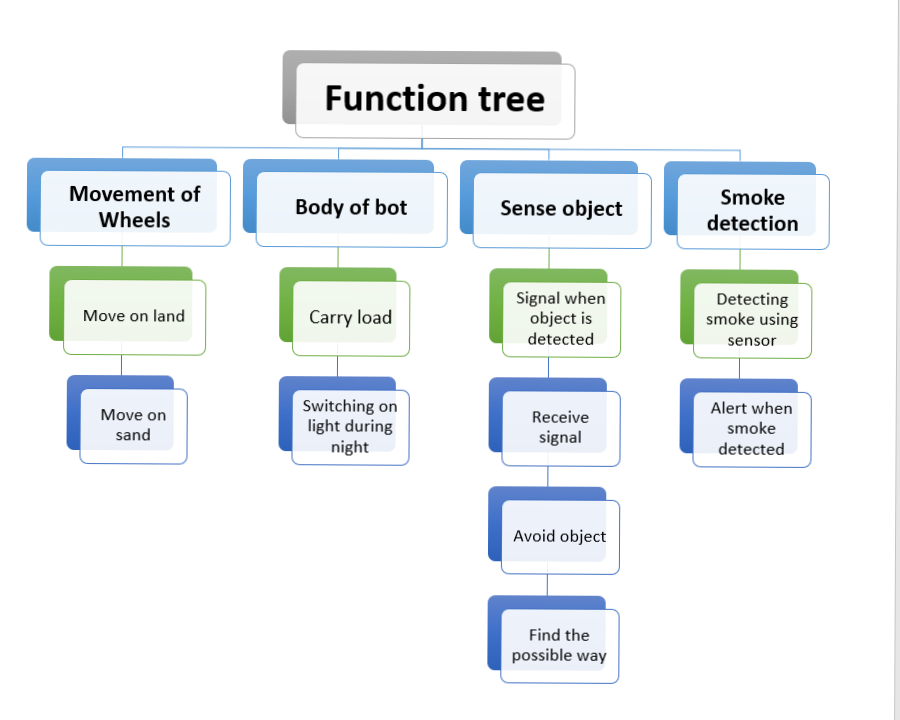 Function tree
Movement of
Wheels
Body of bot
Sense object
Smoke
detection
Move on land
Carry load
Signal when
object is
detected
Detecting
smoke using
sensor
Move on
sand
Switching on
light during
night
Receive
signal
Alert when
smoke
detected
Avoid object
Find the
possible way